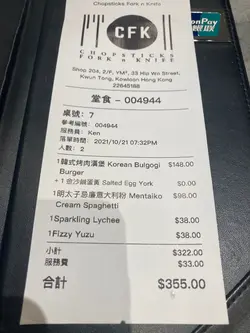 Chopsticks Fork n Knife
CFK
CHOPSTICKS
FORK n KNIFE
Shop 204, 2/F, YM², 33 Hip Wo Street,
Kwun Tong, Kowloon Hong Kong
22645168
堂食 - 004944
桌號: 7
參考編號: 004944
服務員: Ken
落單時間: 2021/10/21 07:32PM
人數: 2
1韓式烤肉漢堡 Korean Bulgogi $148.00
Burger
+ 1 金沙鹹蛋黃 Salted Egg York $0.00
1明太子忌廉意大利粉 Mentaiko $98.00
Cream Spaghetti
1Sparkling Lychee $38.00
1Fizzy Yuzu $38.00
小計 $322.00
服務費 $33.00
合計 $355.00